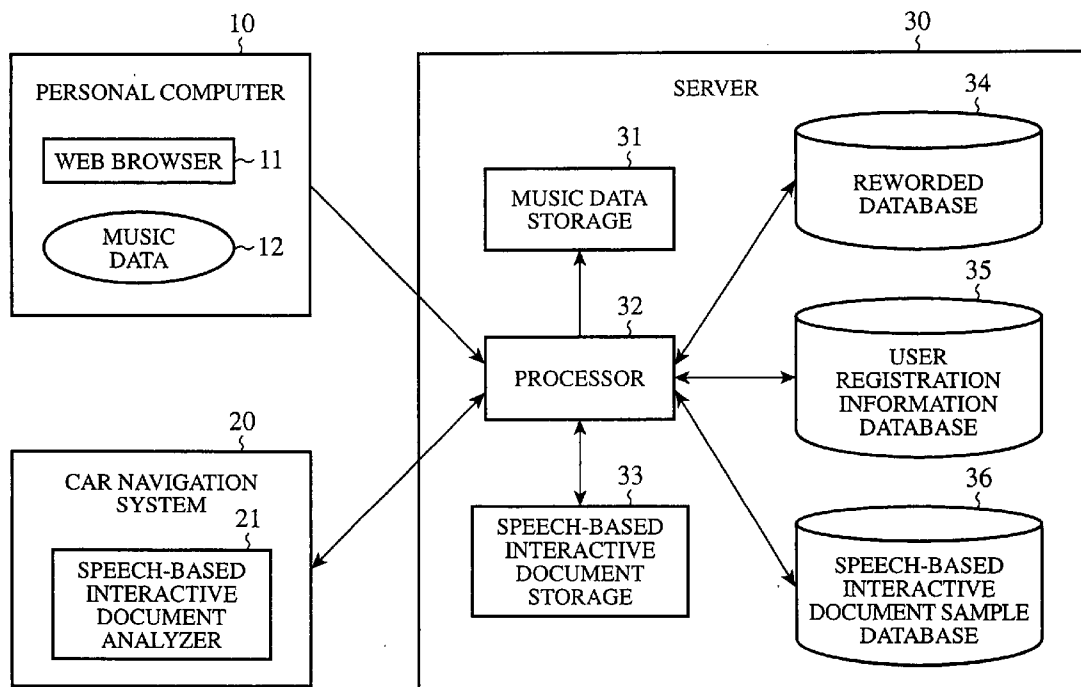 10
PERSONAL COMPUTER
WEB BROWSER
11
MUSIC
DATA
12
20
CAR NAVIGATION
SYSTEM
21
SPEECH-BASED
INTERACTIVE
DOCUMENT
ANALYZER
30
SERVER
31
MUSIC DATA
STORAGE
32
PROCESSOR
33
SPEECH-BASED
INTERACTIVE
DOCUMENT
STORAGE
34
REWORDED
DATABASE
35
USER
REGISTRATION
INFORMATION
DATABASE
36
SPEECH-BASED
INTERACTIVE
DOCUMENT SAMPLE
DATABASE